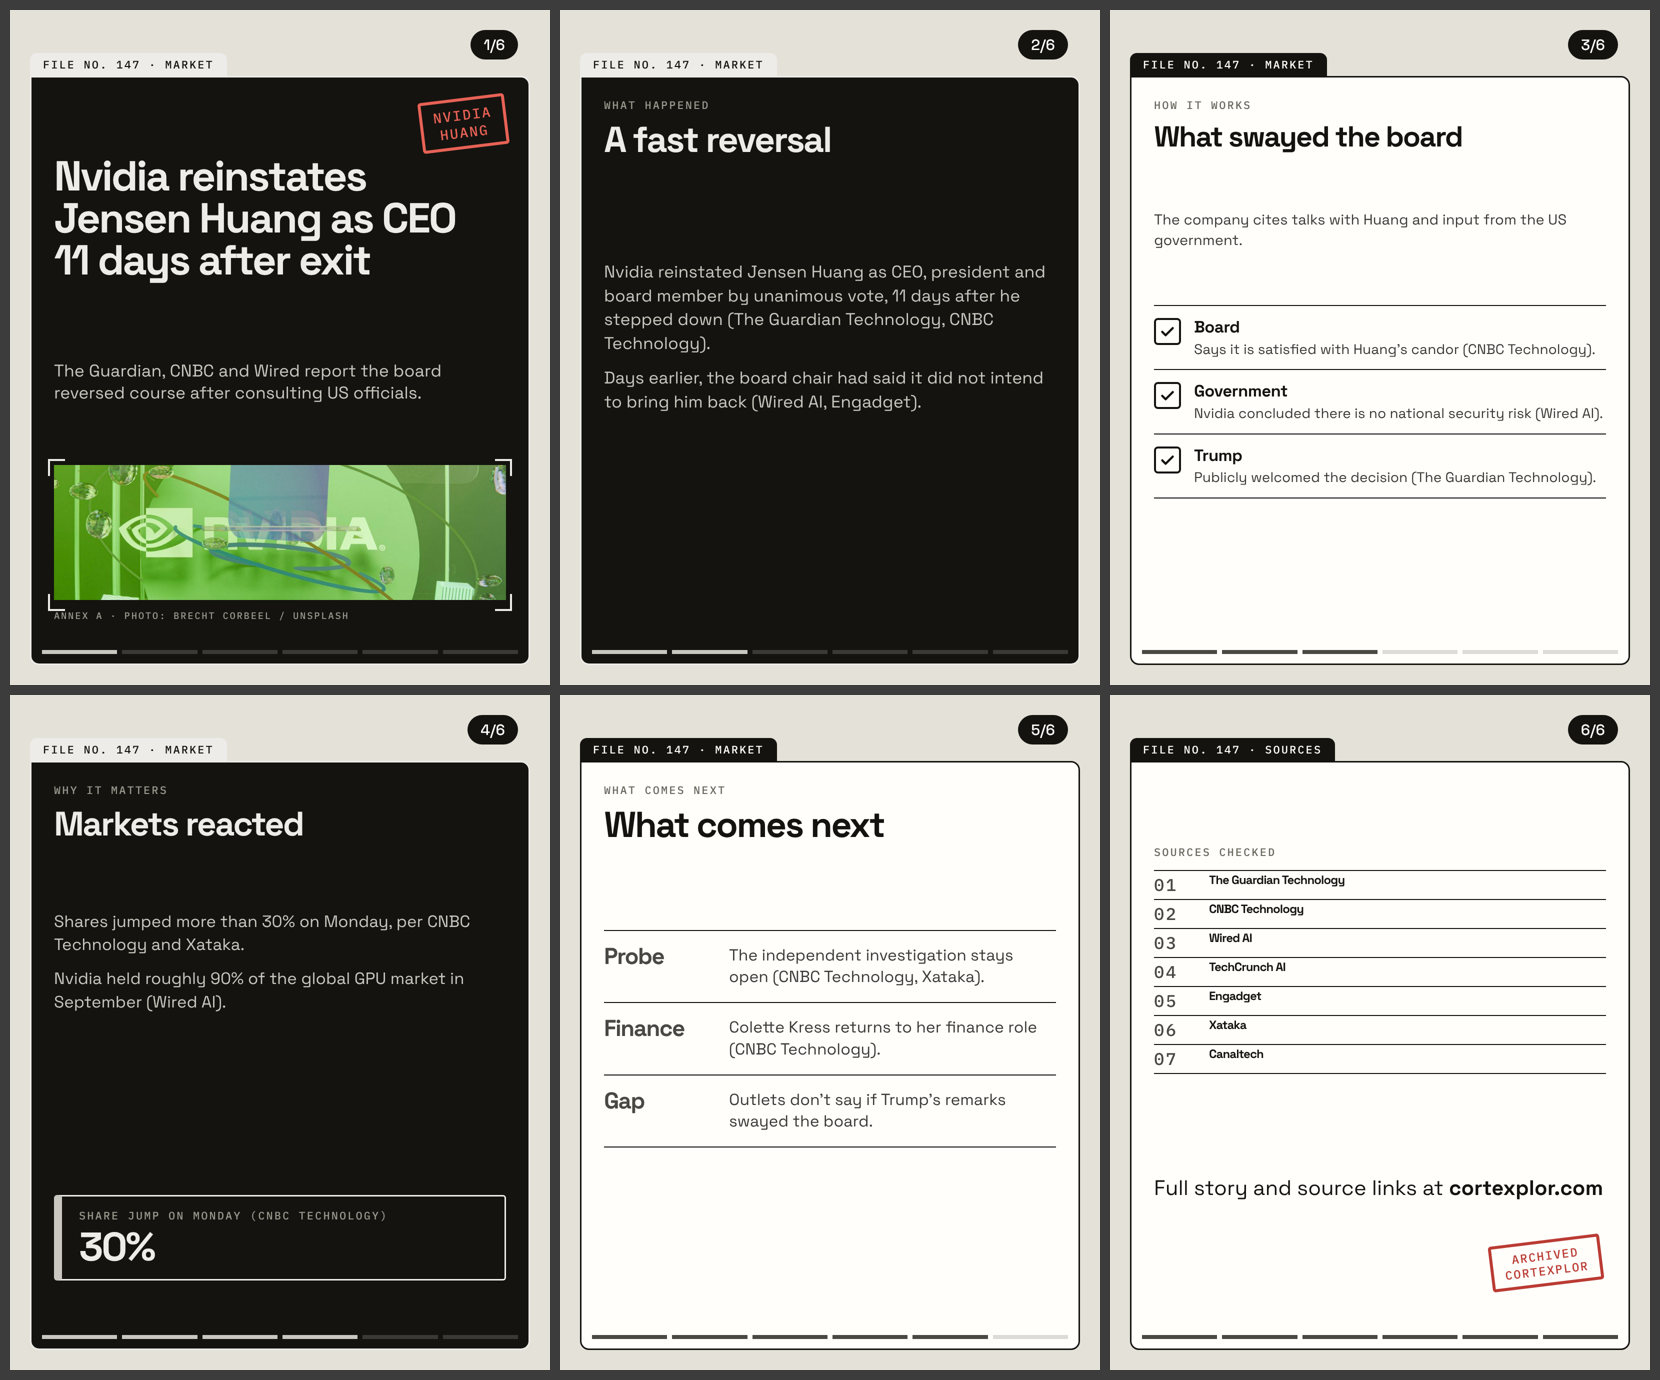 1/6
FILE NO. 147 · MARKET
NVIDIA
HUANG
Nvidia reinstates
Jensen Huang as CEO
11 days after exit
The Guardian, CNBC and Wired report the board
reversed course after consulting US officials.
NVIDIA.
ANNEX A · PHOTO: BRECHT CORBEEL / UNSPLASH
2/6
FILE NO. 147 · MARKET
WHAT HAPPENED
A fast reversal
Nvidia reinstated Jensen Huang as CEO, president and
board member by unanimous vote, 11 days after he
stepped down (The Guardian Technology, CNBC
Technology).
Days earlier, the board chair had said it did not intend
to bring him back (Wired AI, Engadget).
3/6
FILE NO. 147 · MARKET
HOW IT WORKS
What swayed the board
The company cites talks with Huang and input from the US
government.
Board
Says it is satisfied with Huang's candor (CNBC Technology).
Government
Nvidia concluded there is no national security risk (Wired AI).
Trump
Publicly welcomed the decision (The Guardian Technology).
4/6
FILE NO. 147 · MARKET
WHY IT MATTERS
Markets reacted
Shares jumped more than 30% on Monday, per CNBC
Technology and Xataka.
Nvidia held roughly 90% of the global GPU market in
September (Wired AI).
SHARE JUMP ON MONDAY (CNBC TECHNOLOGY)
30%
5/6
FILE NO. 147 · MARKET
WHAT COMES NEXT
What comes next
Probe
The independent investigation stays
open (CNBC Technology, Xataka).
Finance
Colette Kress returns to her finance role
(CNBC Technology).
Gap
Outlets don't say if Trump's remarks
swayed the board.
6/6
FILE NO. 147 · SOURCES
SOURCES CHECKED
01 The Guardian Technology
02 CNBC Technology
03 Wired AI
04 TechCrunch AI
05 Engadget
06 Xataka
07 Canaltech
Full story and source links at cortexplor.com
ARCHIVED
CORTEXPLOR